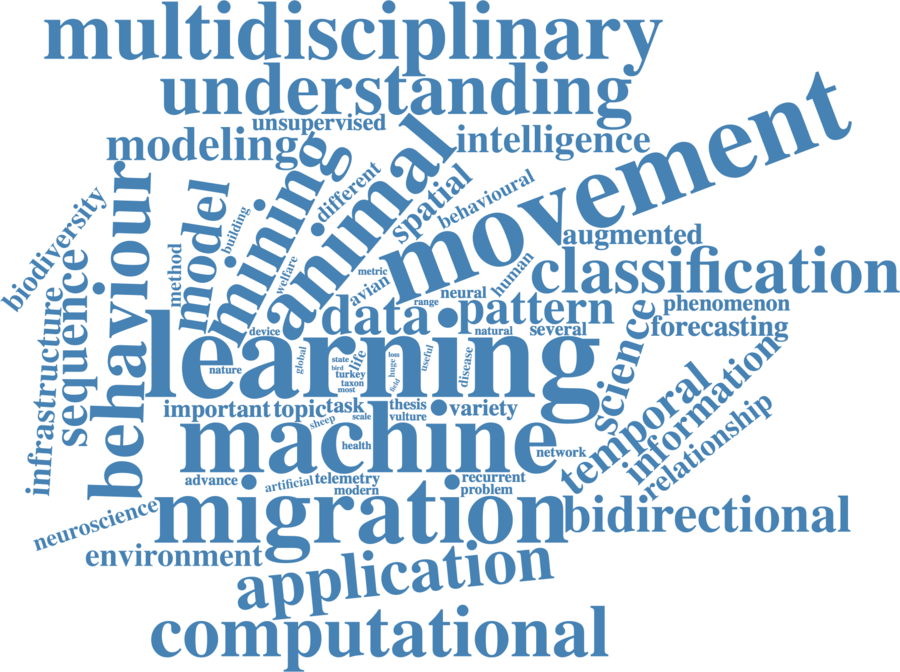 multidisciplinary
understanding
unsupervised
modeling
intelligence
movement
animal
mining
different
spatial
behavioural
biodiversity
behaviour
model
building
method
welfare
metric
avian
human
augmented
classification
infrastructure
sequence
data
range
neural
pattern
phenomenon
forecasting
science
device
natural
several
learning
nature
global
state
bird
life
turkey
taxon
most
loss
huge
field
useful
disease
temporal
information
relationship
important
topic
task
thesis
variety
sheep
scale
vulture
machine
health
network
advance
artificial
telemetry
modern
recurrent
problem
neuroscience
migration
bidirectional
environment
application
computational